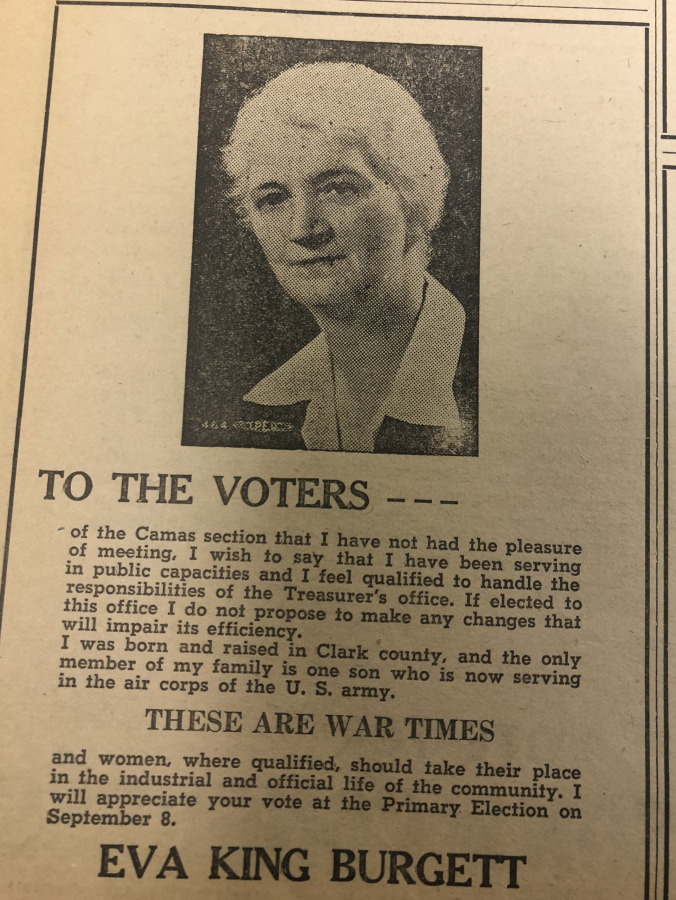 TO THE VOTERS ---
of the Camas section that I have not had the pleasure
of meeting, I wish to say that I have been serving
in public capacities and I feel qualified to handle the
responsibilities of the Treasurer's office. If elected to
this office I do not propose to make any changes that
will impair its efficiency.
I was born and raised in Clark county, and the only
member of my family is one son who is now serving
in the air corps of the U. S. army.
THESE ARE WAR TIMES
and women, where qualified, should take their place
in the industrial and official life of the community. I
will appreciate your vote at the Primary Election on
September 8.
EVA KING BURGETT